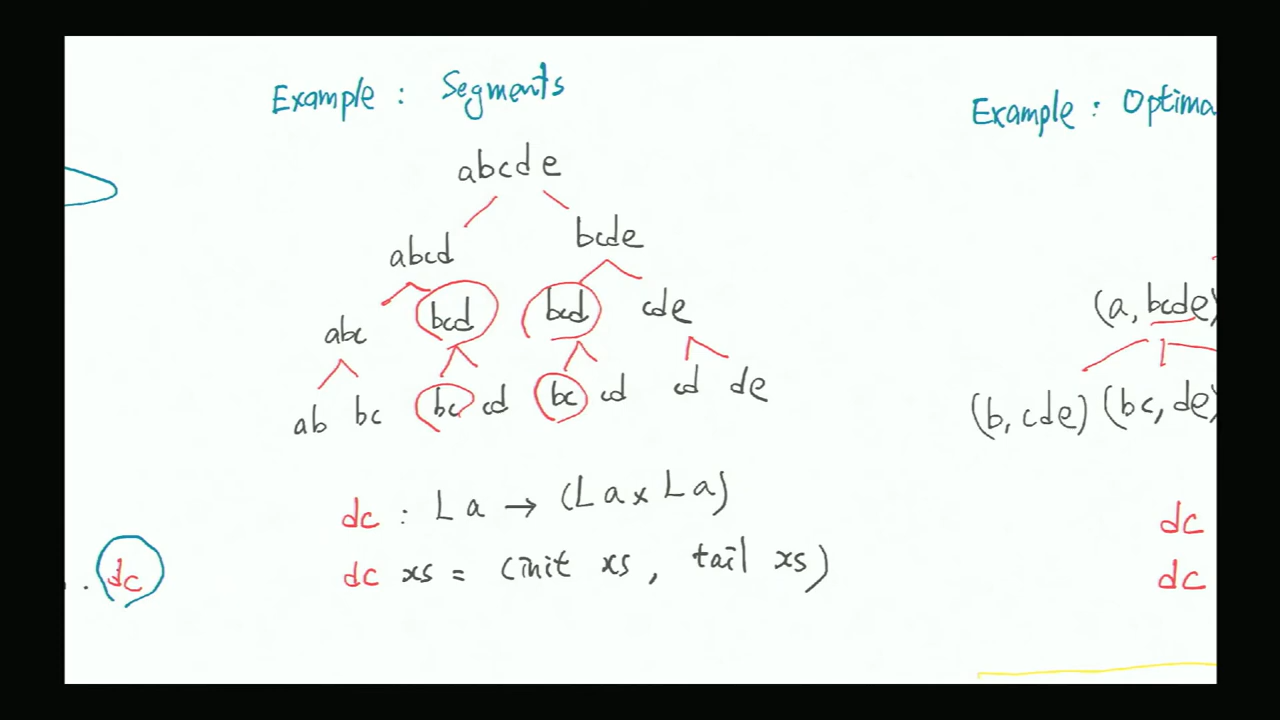 Example : Segments
abcde
abcd bcde
abc bcd bcd cde
ab bc bc cd bc cd cd de
dc : L a → (L a × L a)
dc xs = (init xs, tail xs)
. dc
Example : Optima
(a, bcde)
(b, cde) (bc, de)
dc
dc